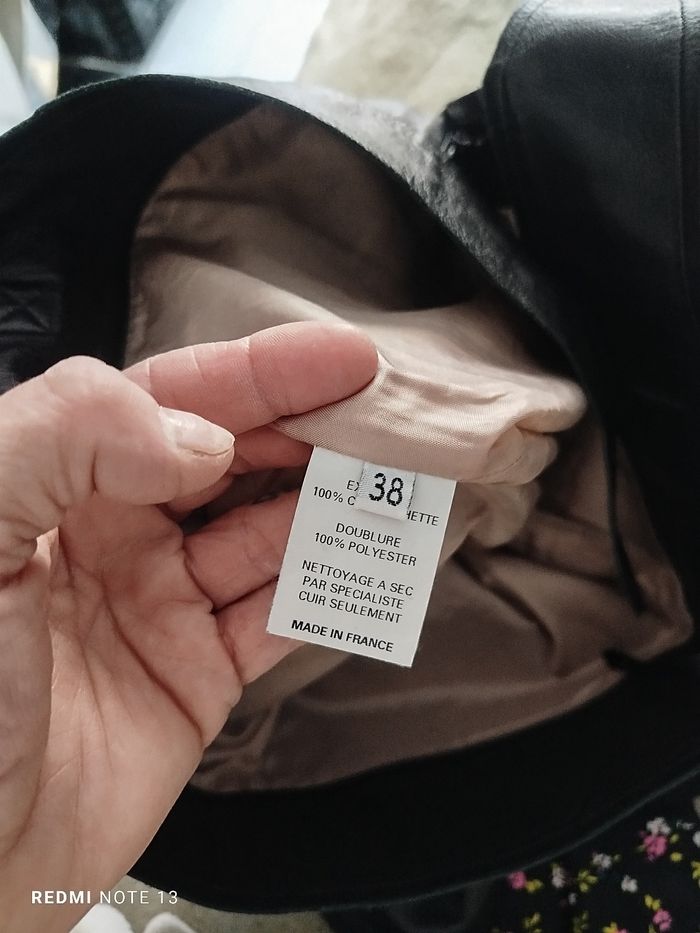 38
100%
DOUBLURE
100% POLYESTER
NETTOYAGE A SEC
PAR SPECIALISTE
CUIR SEULEMENT
MADE IN FRANCE
REDMI NOTE 13